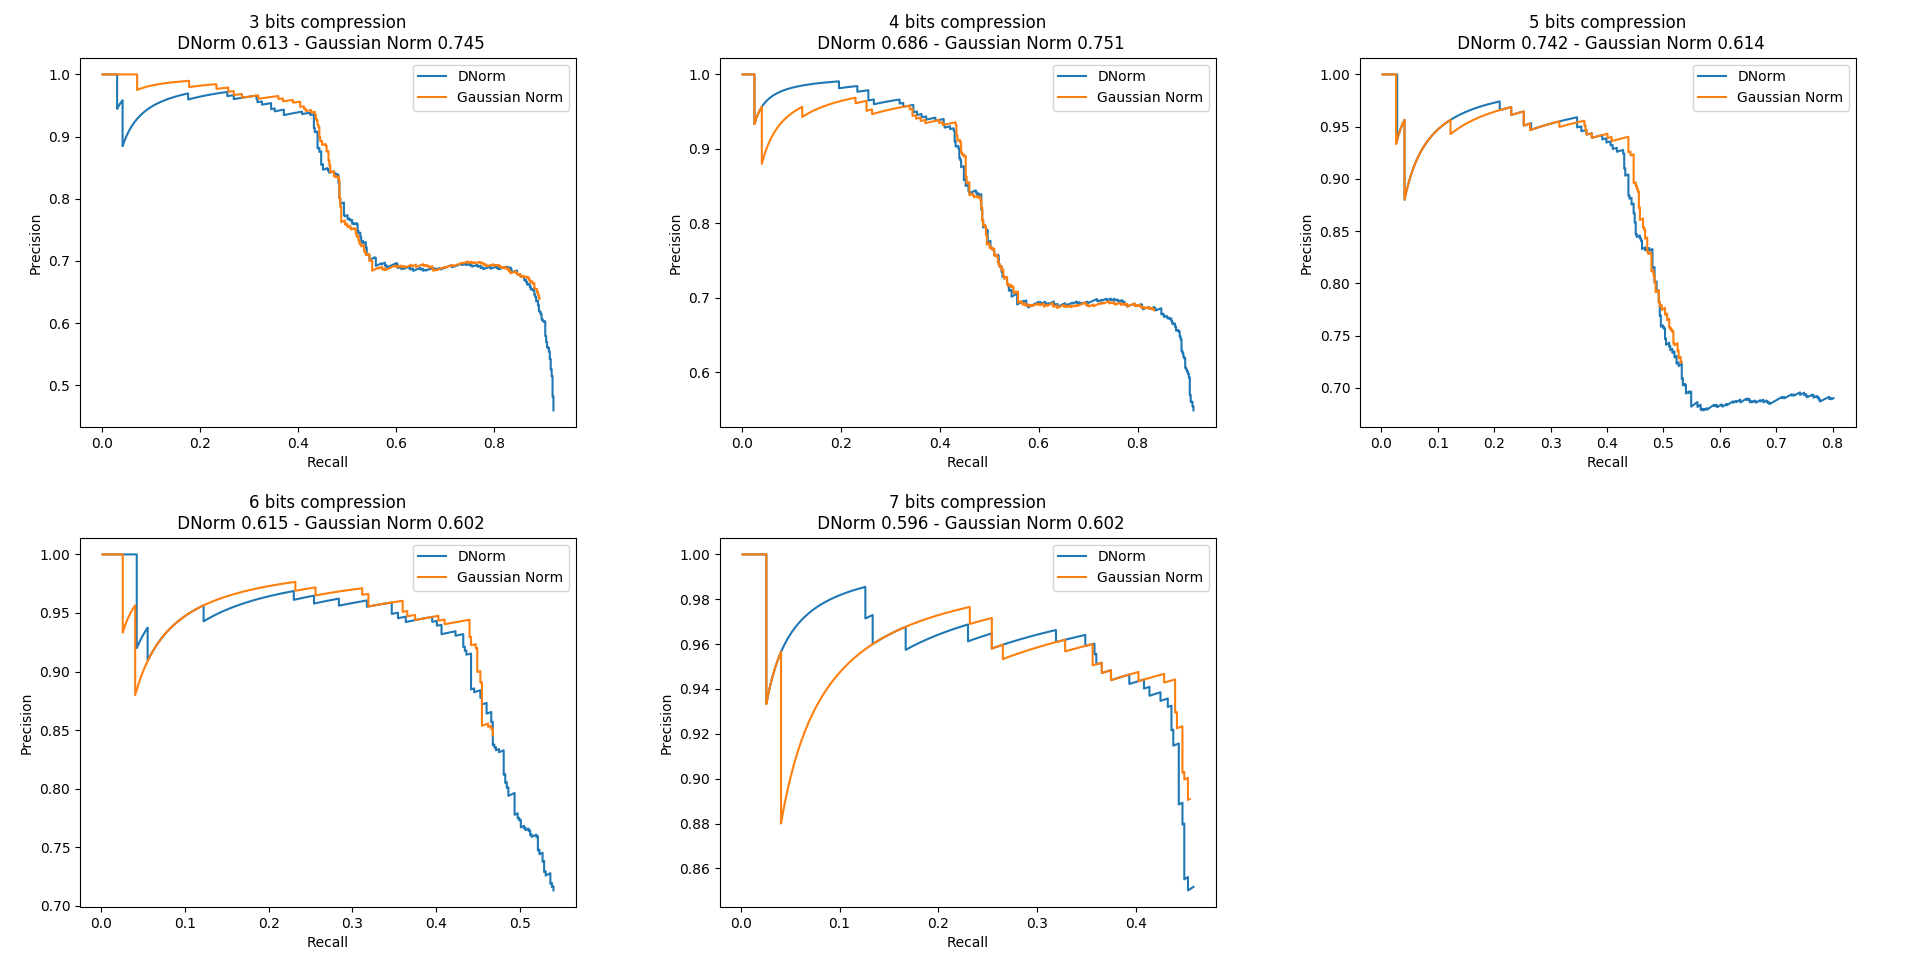 3 bits compression
DNorm 0.613 - Gaussian Norm 0.745
1.0
0.9
0.8
0.7
0.6
0.5
Precision
0.0 0.2 0.4 0.6 0.8
Recall
DNorm
Gaussian Norm
4 bits compression
DNorm 0.686 - Gaussian Norm 0.751
1.0
0.9
0.8
0.7
0.6
Precision
0.0 0.2 0.4 0.6 0.8
Recall
DNorm
Gaussian Norm
5 bits compression
DNorm 0.742 - Gaussian Norm 0.614
1.00
0.95
0.90
0.85
0.80
0.75
0.70
Precision
0.0 0.1 0.2 0.3 0.4 0.5 0.6 0.7 0.8
Recall
DNorm
Gaussian Norm
6 bits compression
DNorm 0.615 - Gaussian Norm 0.602
1.00
0.95
0.90
0.85
0.80
0.75
0.70
Precision
0.0 0.1 0.2 0.3 0.4 0.5
Recall
DNorm
Gaussian Norm
7 bits compression
DNorm 0.596 - Gaussian Norm 0.602
1.00
0.98
0.96
0.94
0.92
0.90
0.88
0.86
Precision
0.0 0.1 0.2 0.3 0.4
Recall
DNorm
Gaussian Norm